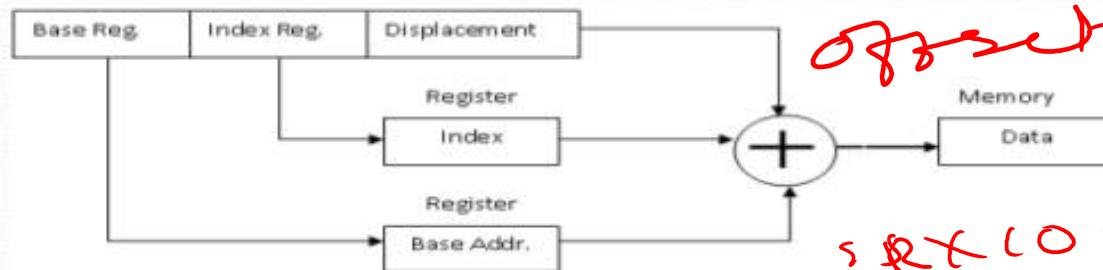 Base Reg. Index Reg. Displacement
offset
Register
Memory
Index
Data
Register
Base Addr.